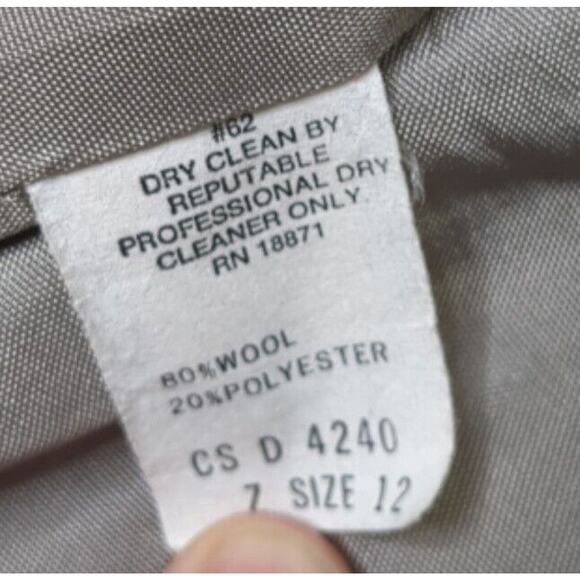 #62
DRY CLEAN BY
REPUTABLE
PROFESSIONAL DRY
CLEANER ONLY.
RN 18871
80%WOOL
20%POLYESTER
CS D 4240
7 SIZE 12